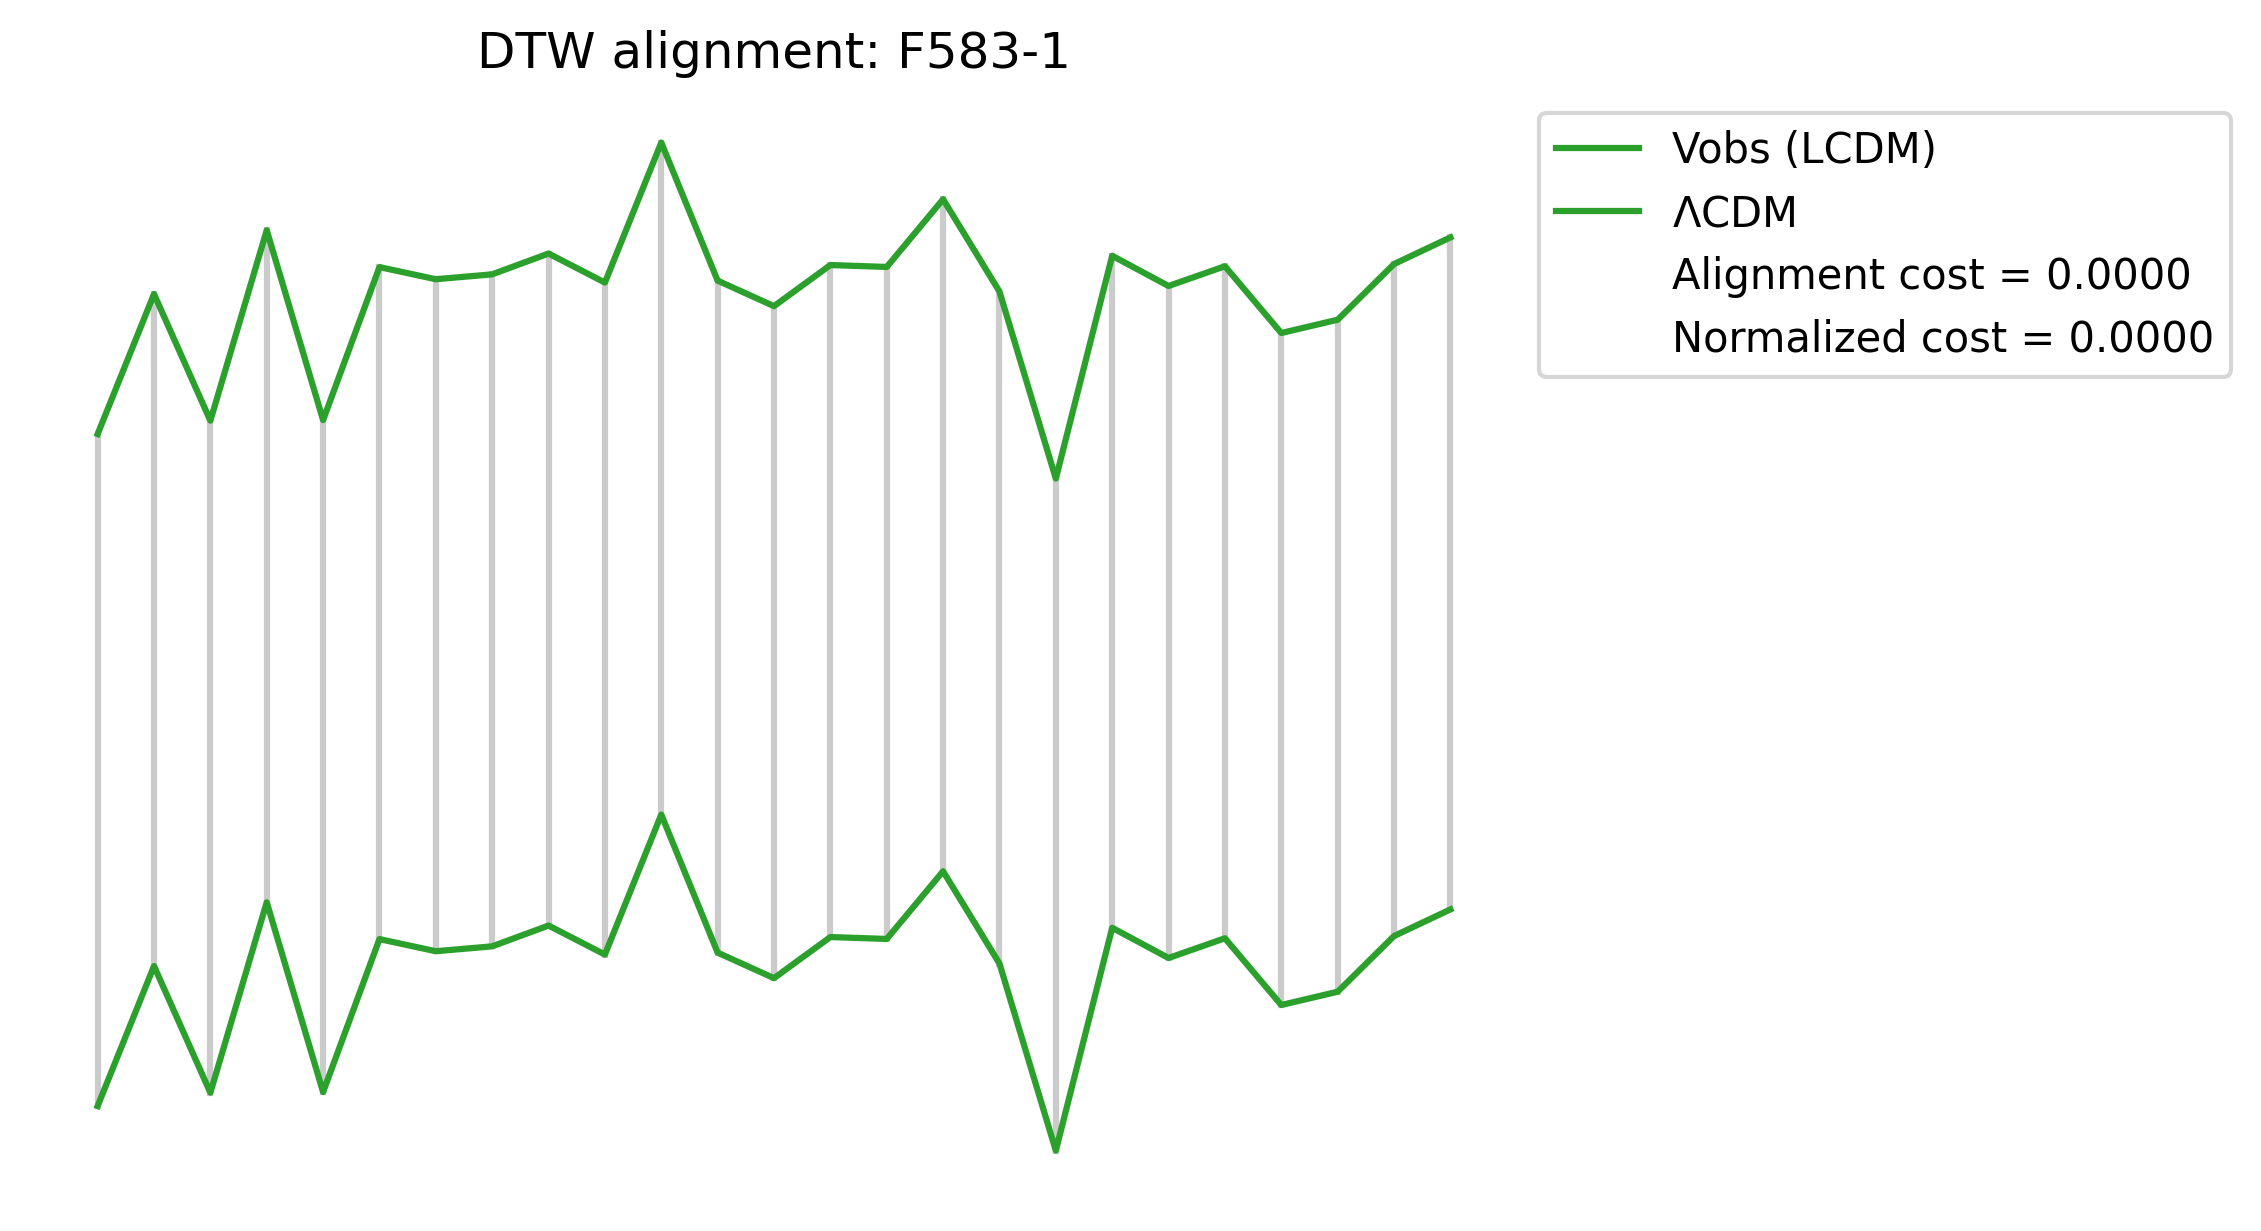 DTW alignment: F583-1
Vobs (LCDM)
ΛCDM
Alignment cost = 0.0000
Normalized cost = 0.0000